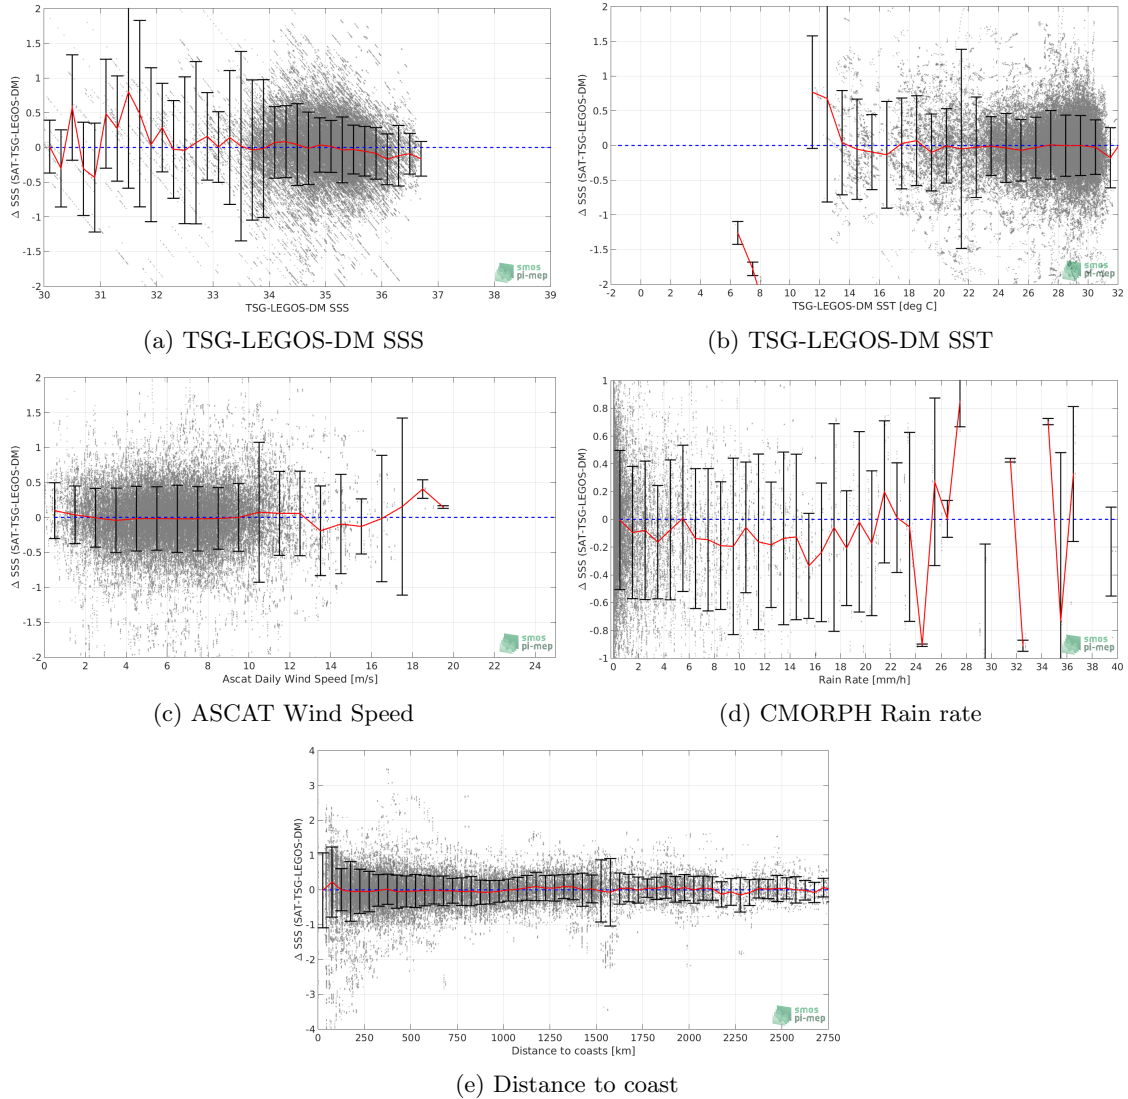 Δ SSS (SAT-TSG-LEGOS-DM)
2
1.5
1
0.5
0
-0.5
-1
-1.5
-2
30 31 32 33 34 35 36 37 38 39
TSG-LEGOS-DM SSS
smos
pi-mep
(a) TSG-LEGOS-DM SSS
Δ SSS (SAT-TSG-LEGOS-DM)
2
1.5
1
0.5
0
-0.5
-1
-1.5
-2
-2 0 2 4 6 8 10 12 14 16 18 20 22 24 26 28 30 32
TSG-LEGOS-DM SST [deg C]
smos
pi-mep
(b) TSG-LEGOS-DM SST
Δ SSS (SAT-TSG-LEGOS-DM)
2
1.5
1
0.5
0
-0.5
-1
-1.5
-2
0 2 4 6 8 10 12 14 16 18 20 22 24
Ascat Daily Wind Speed [m/s]
smos
pi-mep
(c) ASCAT Wind Speed
Δ SSS (SAT-TSG-LEGOS-DM)
1
0.8
0.6
0.4
0.2
0
-0.2
-0.4
-0.6
-0.8
-1
0 2 4 6 8 10 12 14 16 18 20 22 24 26 28 30 32 34 36 38 40
Rain Rate [mm/h]
smos
pi-mep
(d) CMORPH Rain rate
Δ SSS (SAT-TSG-LEGOS-DM)
4
3
2
1
0
-1
-2
-3
-4
0 250 500 750 1000 1250 1500 1750 2000 2250 2500 2750
Distance to coasts [km]
smos
pi-mep
(e) Distance to coast